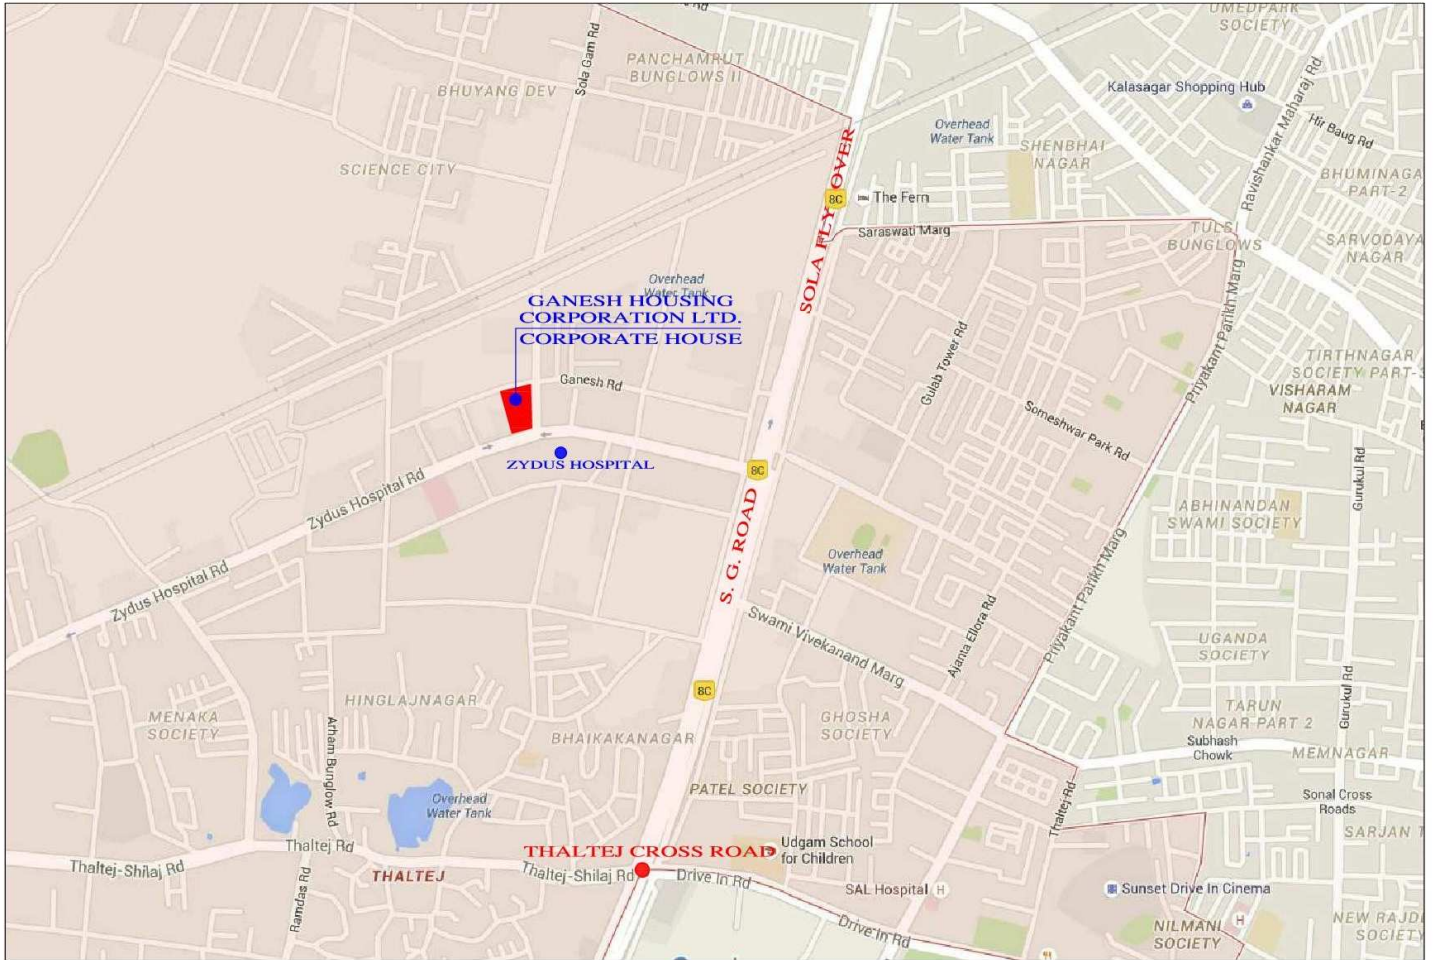 UMEDPARK
SOCIETY
Sola Gam Rd
PANCHAMRUT
BUNGLOWS II
BHUYANG DEV
Kalasagar Shopping Hub
Ravishankar Maharaj Rd
Hir Baug Rd
Overhead
Water Tank
SHENBHAI
NAGAR
SCIENCE CITY
BHUMINAGA
PART-2
SOLA FLY OVER
8C
The Fern
Saraswati Marg
TULSI
BUNGLOWS
SARVODAYA
NAGAR
Overhead
Water Tank
GANESH HOUSING
CORPORATION LTD.
CORPORATE HOUSE
Priyakant Parikh Marg
Gulab Tower Rd
TIRTHNAGAR
SOCIETY PART-3
VISHARAM
NAGAR
Ganesh Rd
Someshwar Park Rd
ZYDUS HOSPITAL
8C
Zydus Hospital Rd
Gurukul Rd
ABHINANDAN
SWAMI SOCIETY
S. G. ROAD
Overhead
Water Tank
Zydus Hospital Rd
Priyakant Parikh Marg
Swami Vivekanand Marg
Ajanta Ellora Rd
UGANDA
SOCIETY
8C
HINGLAJNAGAR
MENAKA
SOCIETY
Arham Bunglow Rd
BHAIKAKANAGAR
GHOSHA
SOCIETY
Gurukul Rd
TARUN
NAGAR PART 2
Subhash
Chowk
MEMNAGAR
PATEL SOCIETY
Overhead
Water Tank
Thaltej Rd
Sonal Cross
Roads
SARJAN T
Thaltej Rd
THALTEJ CROSS ROAD
Udgam School
for Children
Thaltej-Shilaj Rd
THALTEJ
Thaltej-Shilaj Rd
Drive In Rd
SAL Hospital
H
Sunset Drive In Cinema
Ramdas Rd
Drive In Rd
H
NILMANI
SOCIETY
NEW RAJD
SOCIETY